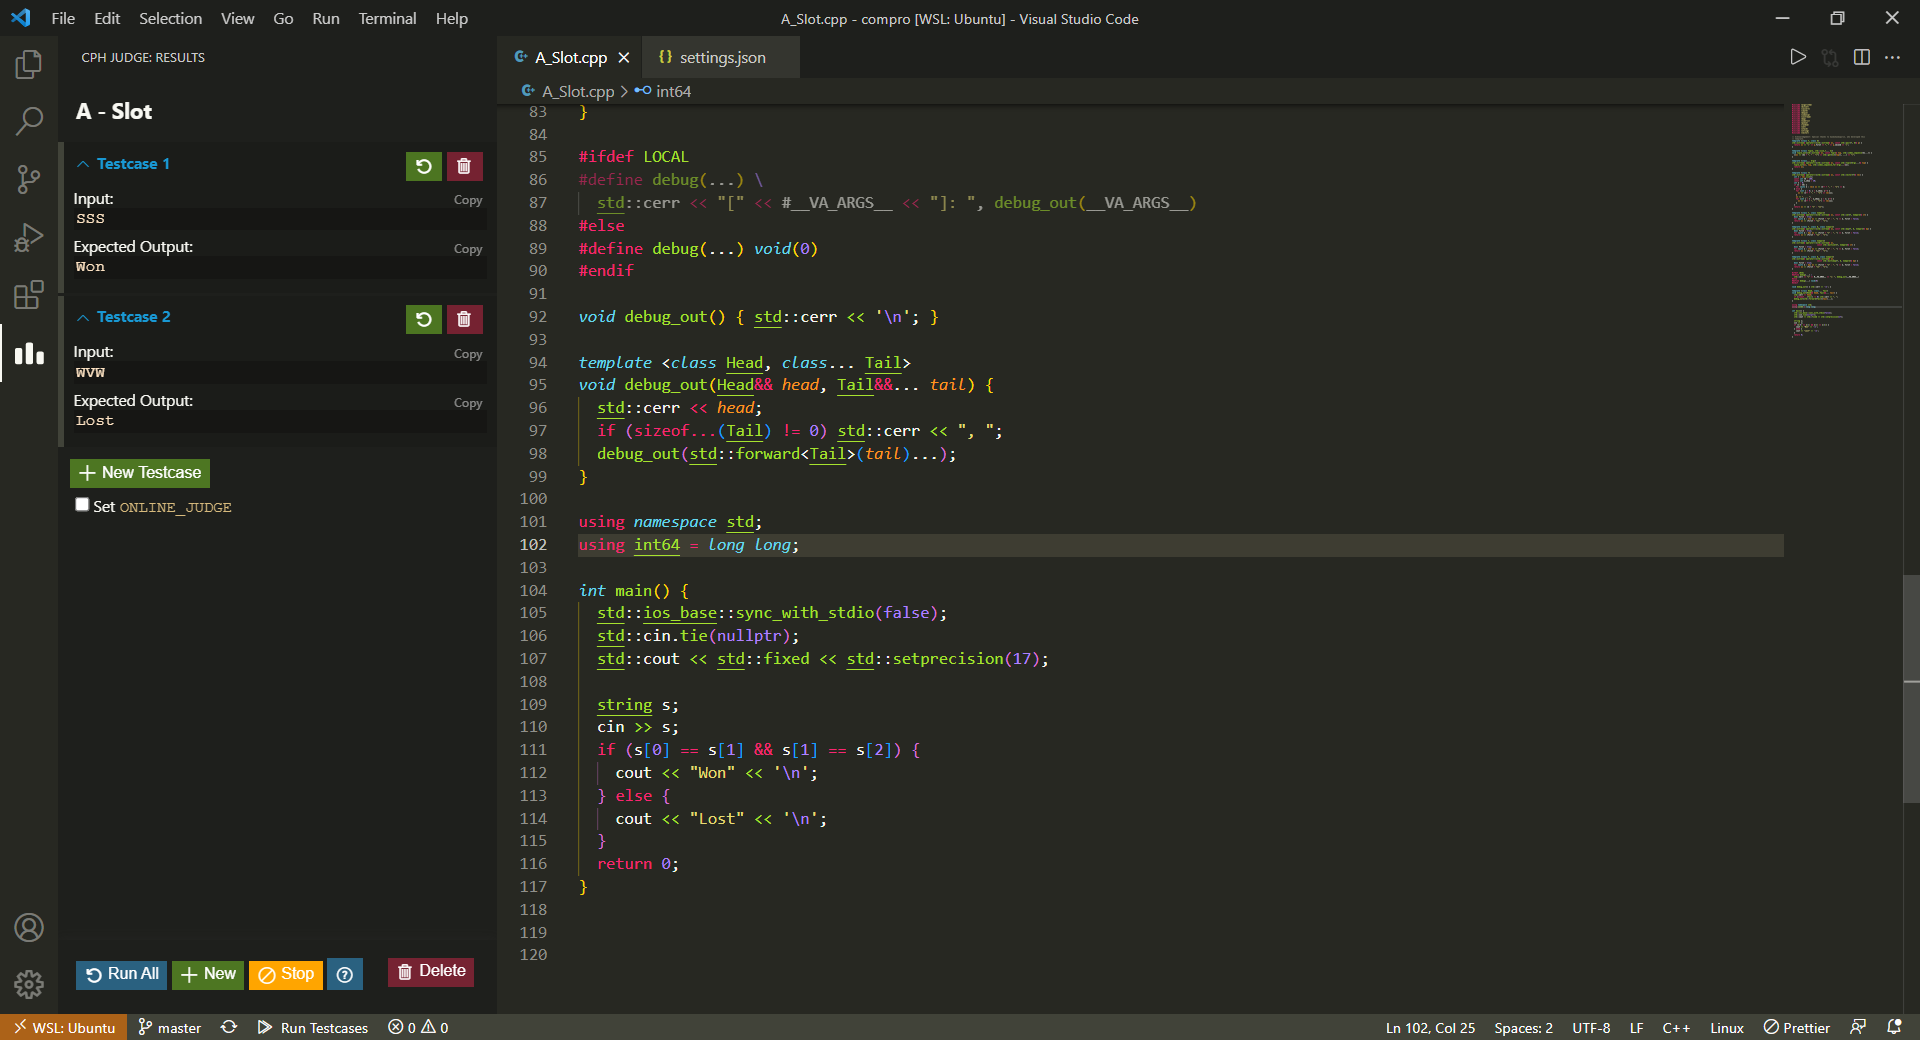 File Edit Selection View Go Run Terminal Help
A_Slot.cpp - compro [WSL: Ubuntu] - Visual Studio Code
CPH JUDGE: RESULTS
A - Slot
Testcase 1
Input:
Copy
SSS
Expected Output:
Copy
Won
Testcase 2
Input:
Copy
WVW
Expected Output:
Copy
Lost
New Testcase
Set ONLINE_JUDGE
Run All
New
Stop
Delete
A_Slot.cpp
{} settings.json
A_Slot.cpp > int64
83 }
84
85 #ifdef LOCAL
86 #define debug(...) \
87   std::cerr << "[" << #__VA_ARGS__ << "]: ", debug_out(__VA_ARGS__)
88 #else
89 #define debug(...) void(0)
90 #endif
91
92 void debug_out() { std::cerr << '\n'; }
93
94 template <class Head, class... Tail>
95 void debug_out(Head&& head, Tail&&... tail) {
96   std::cerr << head;
97   if (sizeof...(Tail) != 0) std::cerr << ", ";
98   debug_out(std::forward<Tail>(tail)...);
99 }
100
101 using namespace std;
102 using int64 = long long;
103
104 int main() {
105   std::ios_base::sync_with_stdio(false);
106   std::cin.tie(nullptr);
107   std::cout << std::fixed << std::setprecision(17);
108
109   string s;
110   cin >> s;
111   if (s[0] == s[1] && s[1] == s[2]) {
112     cout << "Won" << '\n';
113   } else {
114     cout << "Lost" << '\n';
115   }
116   return 0;
117 }
118
119
120
WSL: Ubuntu master Run Testcases 0 0 Ln 102, Col 25 Spaces: 2 UTF-8 LF C++ Linux Prettier